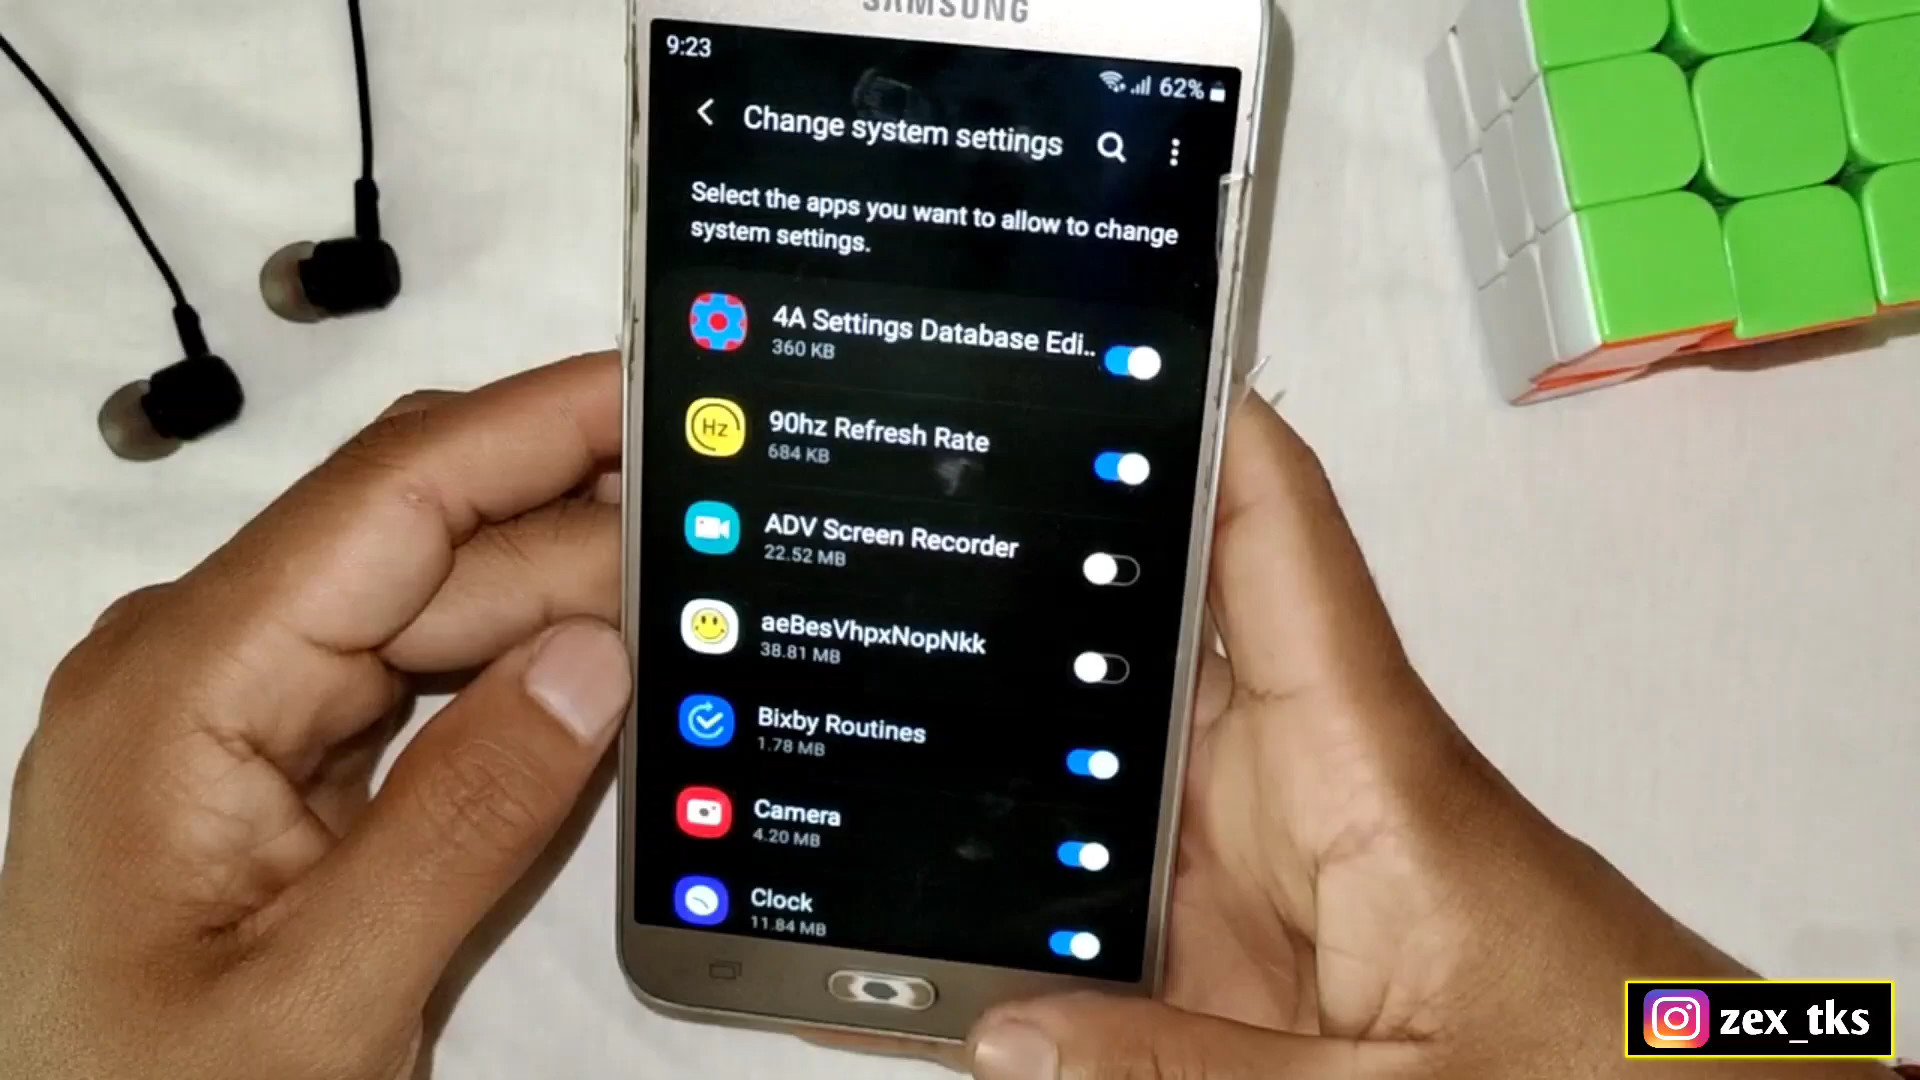 SAMSUNG
9:23
62%
Change system settings
Select the apps you want to allow to change
system settings.
4A Settings Database Edi..
360 KB
Hz
90hz Refresh Rate
684 KB
ADV Screen Recorder
22.52 MB
aeBesVhpxNopNkk
38.81 MB
Bixby Routines
1.78 MB
Camera
4.20 MB
Clock
11.84 MB
zex_tks